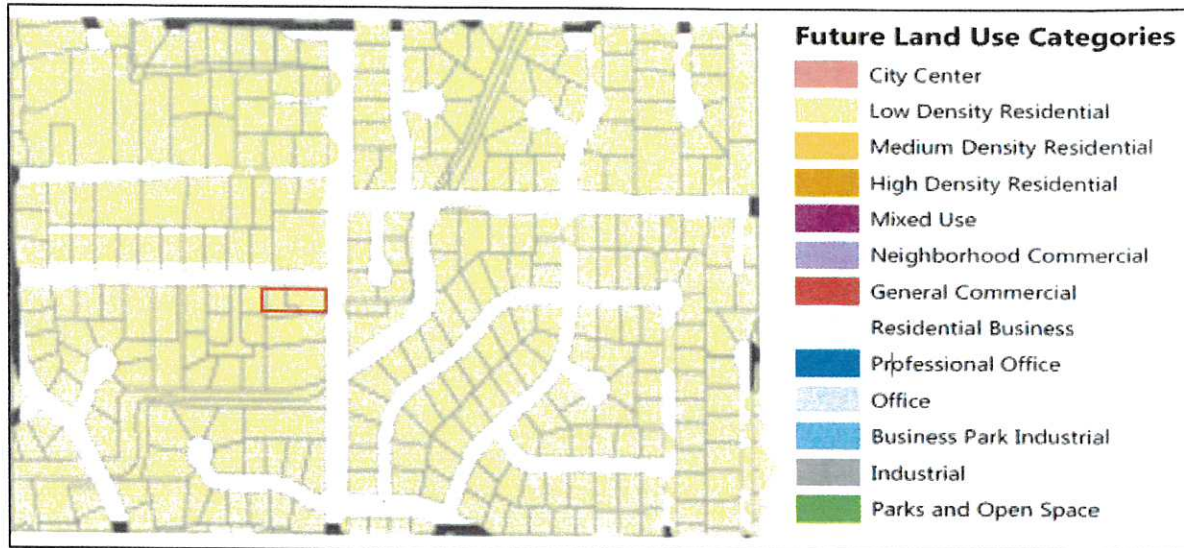 Future Land Use Categories
City Center
Low Density Residential
Medium Density Residential
High Density Residential
Mixed Use
Neighborhood Commercial
General Commercial
Residential Business
Professional Office
Office
Business Park Industrial
Industrial
Parks and Open Space